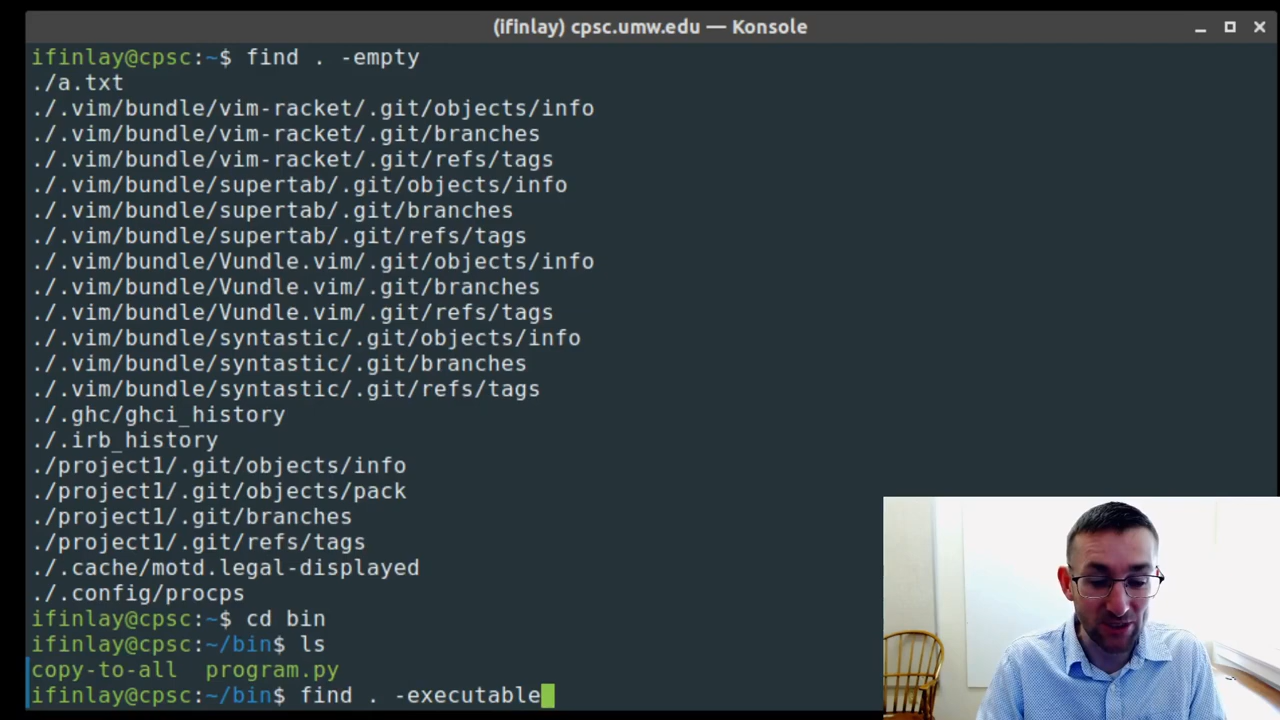 (ifinlay) cpsc.umw.edu — Konsole
ifinlay@cpsc:~$ find . -empty
./a.txt
./.vim/bundle/vim-racket/.git/objects/info
./.vim/bundle/vim-racket/.git/branches
./.vim/bundle/vim-racket/.git/refs/tags
./.vim/bundle/supertab/.git/objects/info
./.vim/bundle/supertab/.git/branches
./.vim/bundle/supertab/.git/refs/tags
./.vim/bundle/Vundle.vim/.git/objects/info
./.vim/bundle/Vundle.vim/.git/branches
./.vim/bundle/Vundle.vim/.git/refs/tags
./.vim/bundle/syntastic/.git/objects/info
./.vim/bundle/syntastic/.git/branches
./.vim/bundle/syntastic/.git/refs/tags
./.ghc/ghci_history
./.irb_history
./project1/.git/objects/info
./project1/.git/objects/pack
./project1/.git/branches
./project1/.git/refs/tags
./.cache/motd.legal-displayed
./.config/procps
ifinlay@cpsc:~$ cd bin
ifinlay@cpsc:~/bin$ ls
copy-to-all  program.py
ifinlay@cpsc:~/bin$ find . -executable